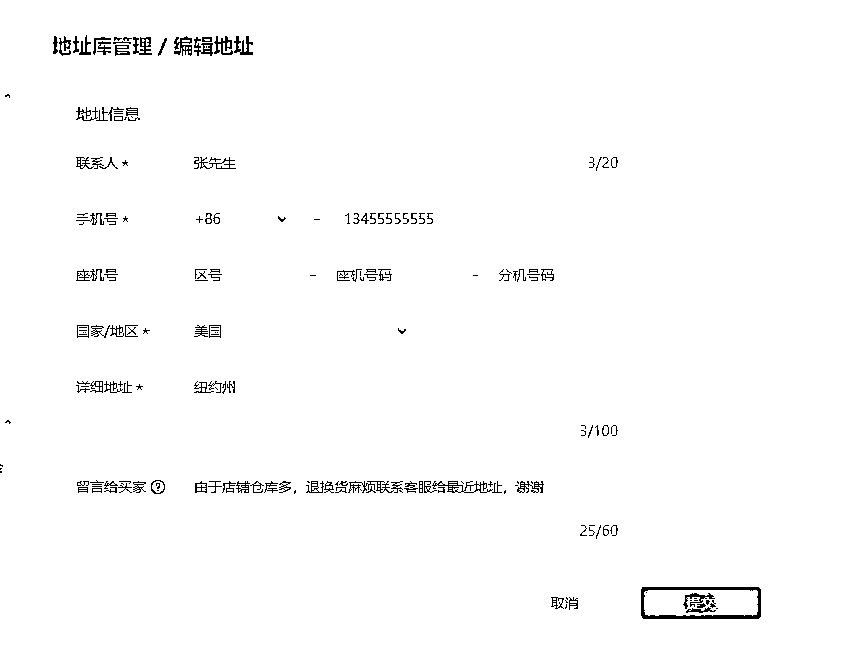 地址库管理 / 编辑地址
地址信息
联系人 * 张先生 3/20
手机号 * +86 - 13455555555
座机号 区号 - 座机号码 - 分机号码
国家/地区 * 美国
详细地址 * 纽约州
3/100
留言给买家 ? 由于店铺仓库多，退换货麻烦联系客服给最近地址，谢谢
25/60
取消 提交